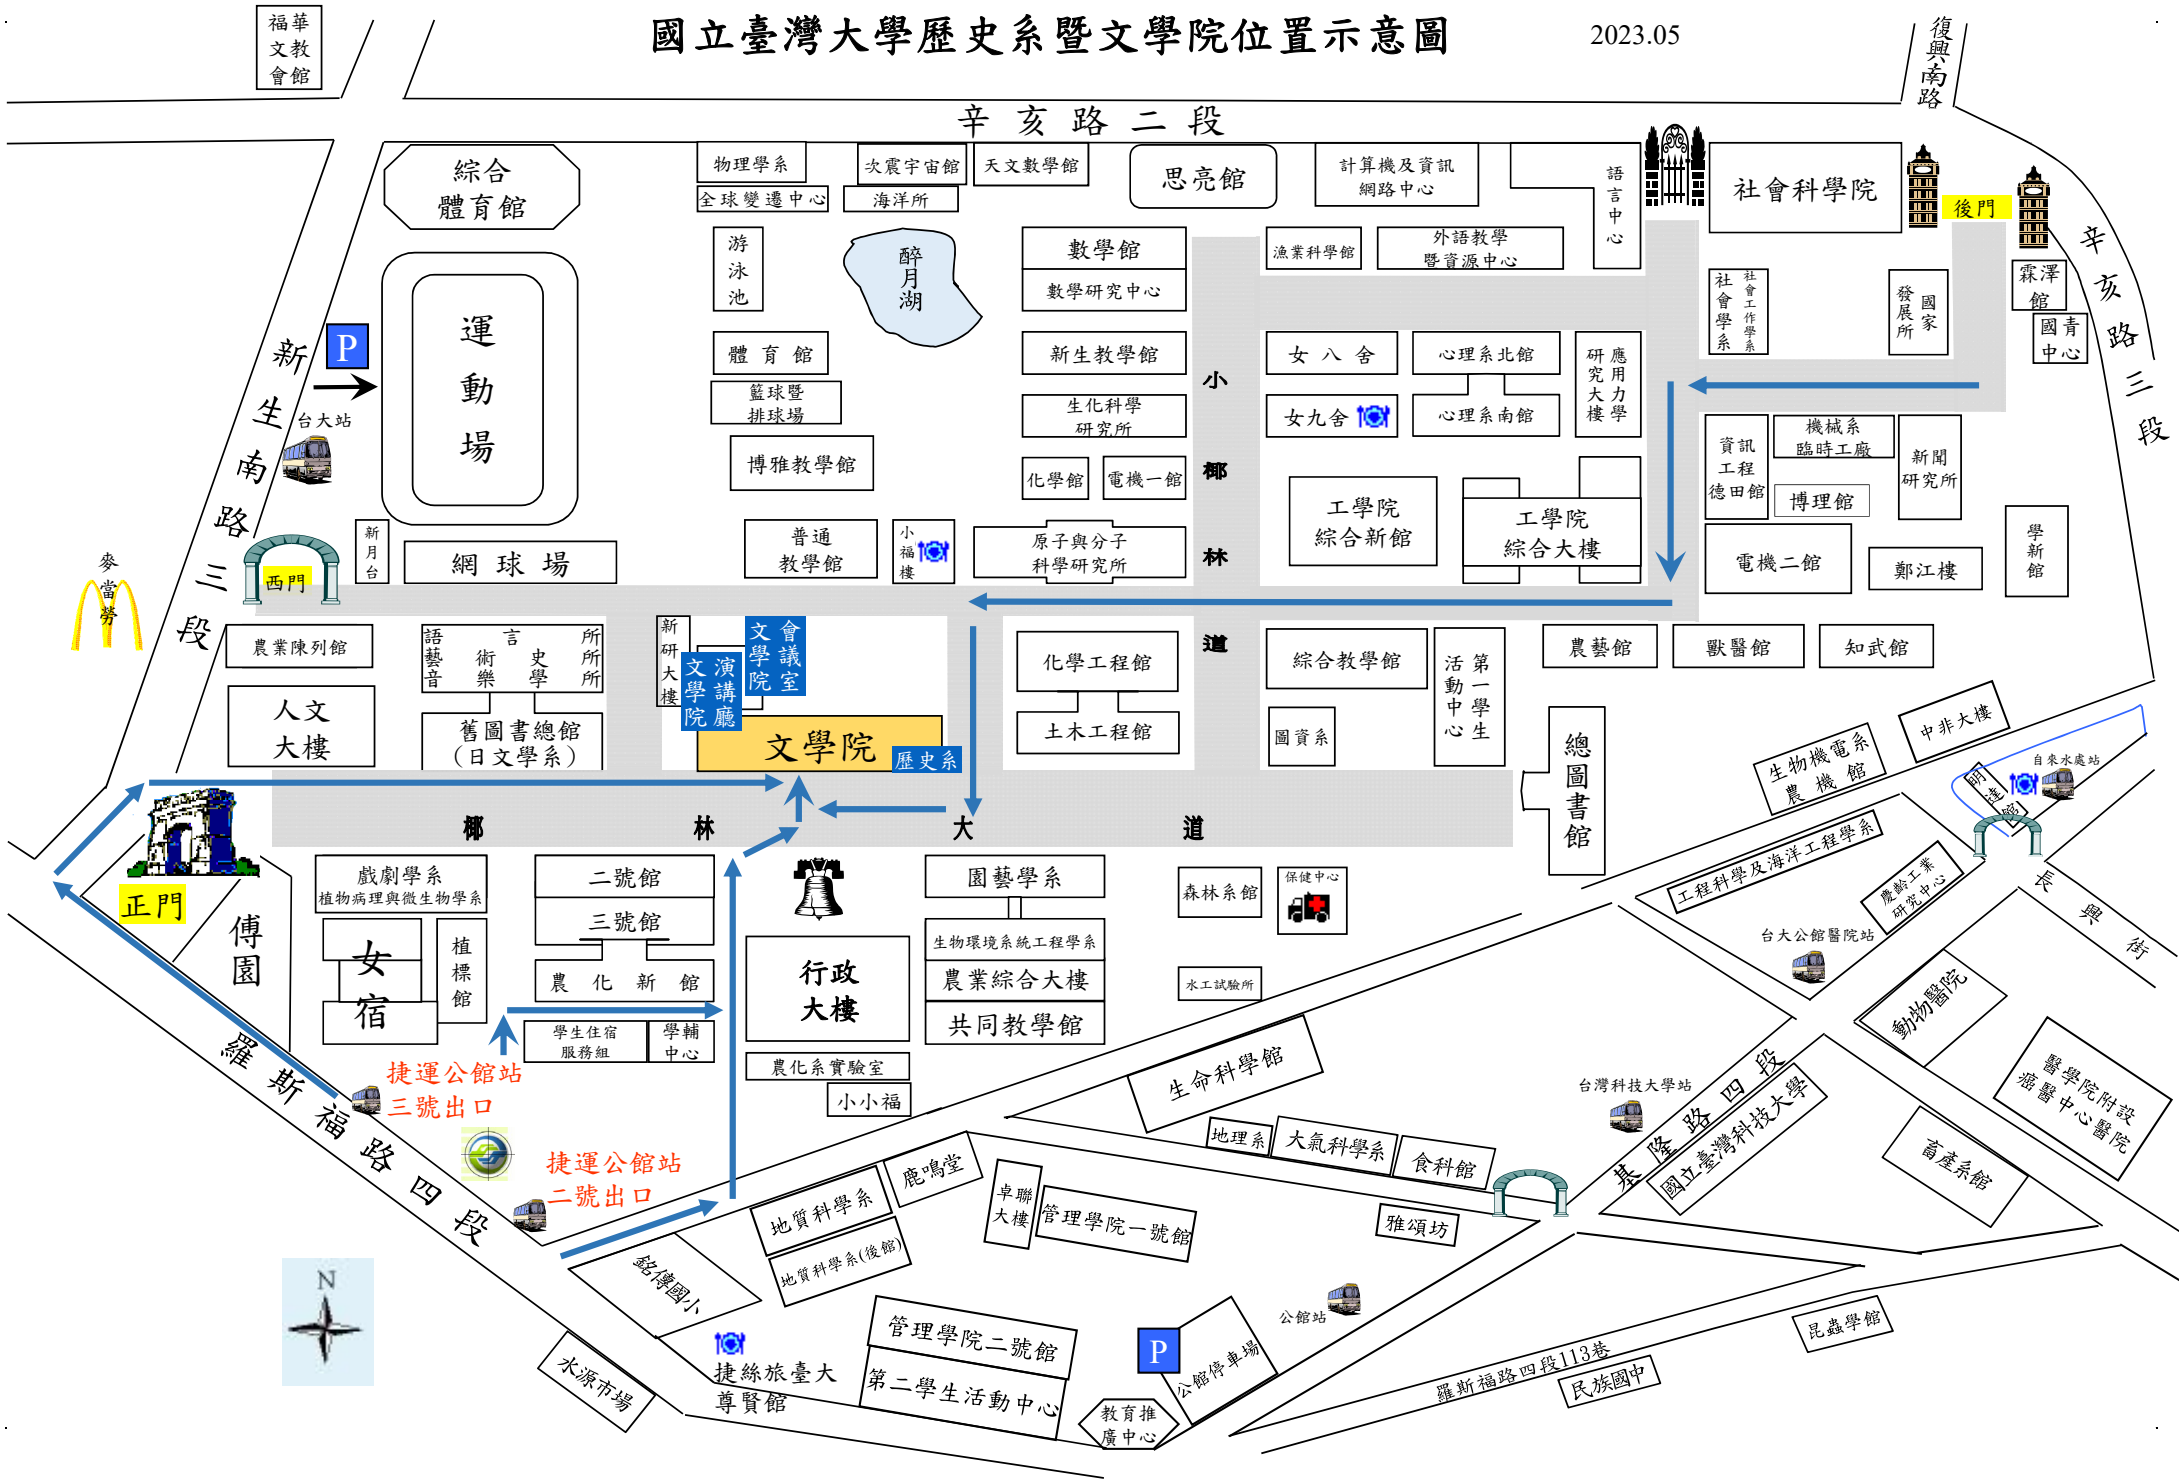 國立臺灣大學歷史系暨文學院位置示意圖
2023.05
福華
文教
會館
復興南路
辛亥路二段
綜合
體育館
物理學系
全球變遷中心
次震宇宙館
海洋所
天文數學館
思亮館
計算機及資訊
網路中心
語言中心
社會科學院
後門
辛亥路三段
游泳池
醉月湖
數學館
數學研究中心
漁業科學館
外語教學
暨資源中心
社會學系
社會工作學系
國家
發展所
霖澤
館
國青
中心
運動場
P
新生南路三段
台大站
體育館
籃球暨
排球場
新生教學館
生化科學
研究所
小椰林道
女八舍
女九舍
心理系北館
心理系南館
應用力學
研究大樓
博雅教學館
化學館
電機一館
工學院
綜合新館
工學院
綜合大樓
資訊
工程
德田館
機械系
臨時工廠
博理館
新聞
研究所
電機二館
鄭江樓
學新館
麥當勞
西門
新月台
網球場
普通
教學館
小福樓
原子與分子
科學研究所
農業陳列館
語言所
藝術史所
音樂學所
新研大樓
文學院
會議室
文學院
演講廳
化學工程館
土木工程館
綜合教學館
圖資系
第一學生
活動中心
農藝館
獸醫館
知武館
人文
大樓
舊圖書總館
（日文學系）
文學院
歷史系
總圖書館
生物機電系
農機館
中非大樓
自來水處站
明達館
椰林大道
正門
傅園
戲劇學系
植物病理與微生物學系
女宿
植標館
二號館
三號館
農化新館
學生住宿
服務組
學輔
中心
行政
大樓
農化系實驗室
小小福
園藝學系
生物環境系統工程學系
農業綜合大樓
共同教學館
森林系館
保健中心
水工試驗所
工程科學及海洋工程學系
慶齡工業
研究中心
長興街
台大公館醫院站
動物醫院
醫學院附設
癌醫中心醫院
羅斯福路四段
捷運公館站
三號出口
捷運公館站
二號出口
生命科學館
地理系
大氣科學系
食科館
台灣科技大學站
基隆路四段
國立臺灣科技大學
畜產系館
鹿鳴堂
地質科學系
地質科學系(後館)
卓聯
大樓
管理學院一號館
雅頌坊
銘傳國小
N
水源市場
捷絲旅臺大
尊賢館
管理學院二號館
第二學生活動中心
P
公館停車場
公館站
教育推
廣中心
羅斯福路四段113巷
民族國中
昆蟲學館